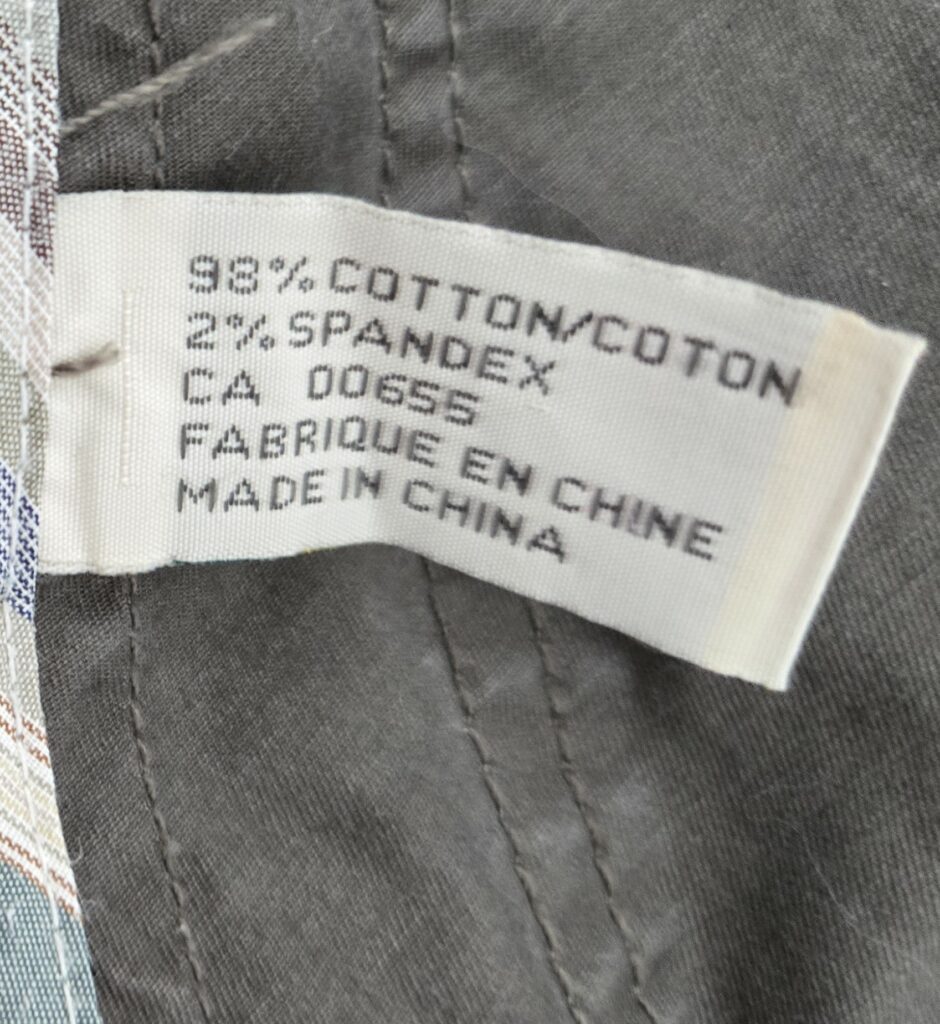 98% COTTON/COTON
2% SPANDEX
CA 00655
FABRIQUE EN CHINE
MADE IN CHINA